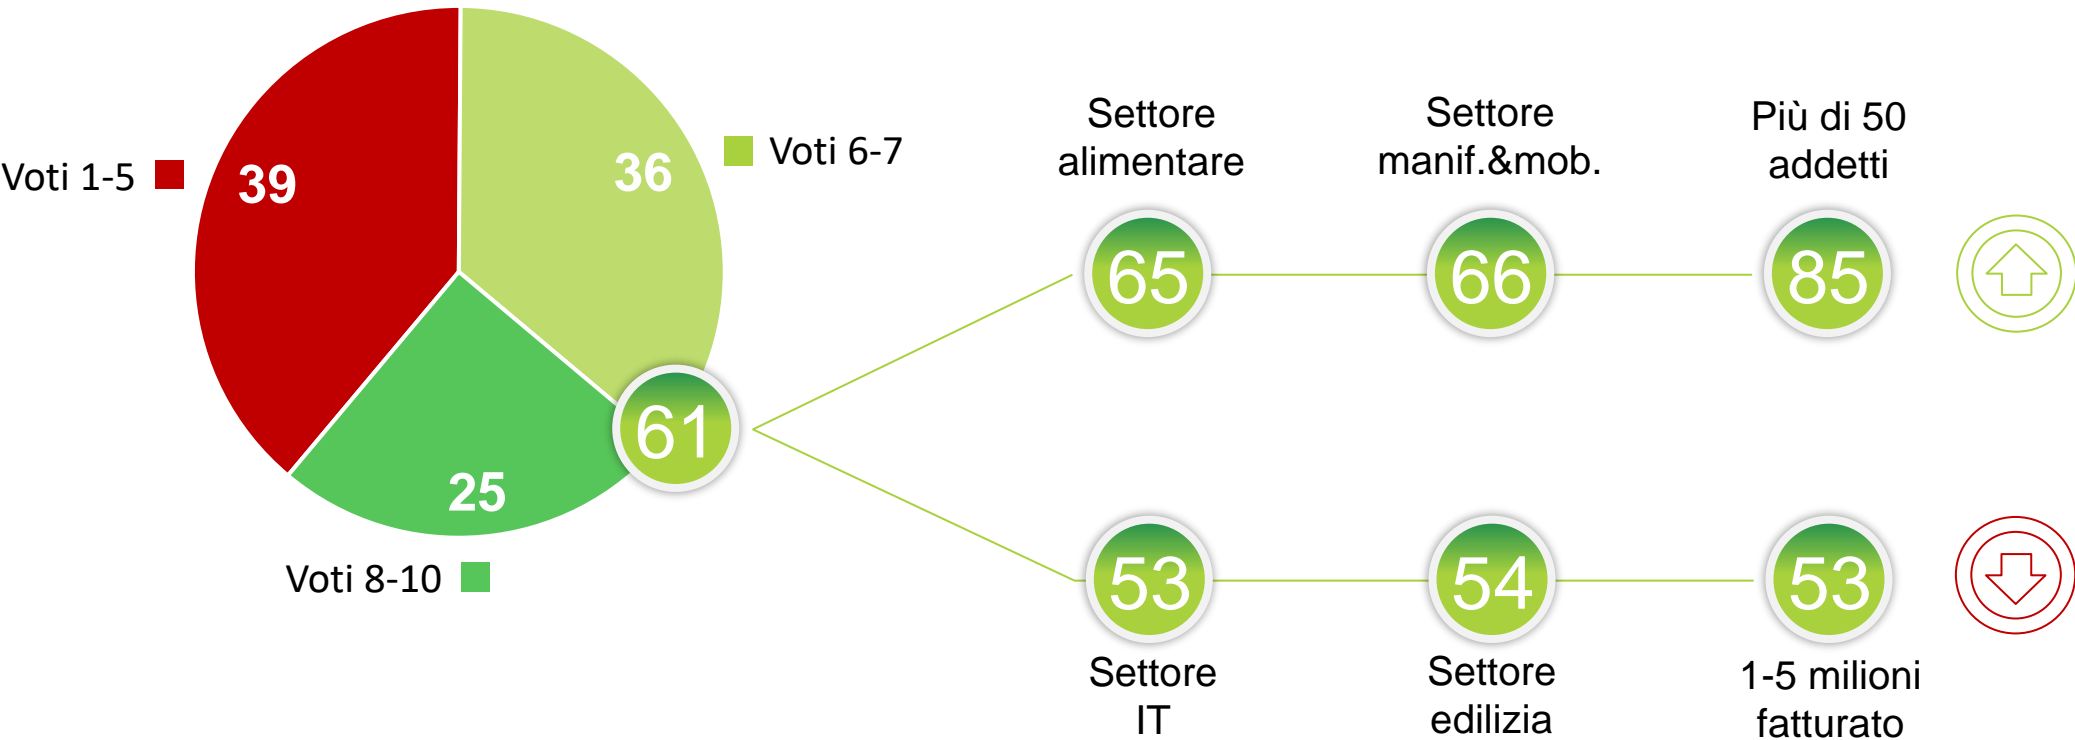 Voti 1-5
39
36
Voti 6-7
25
61
Voti 8-10
Settore
alimentare
Settore
manif.&mob.
Più di 50
addetti
65
66
85
53
54
53
Settore
IT
Settore
edilizia
1-5 milioni
fatturato